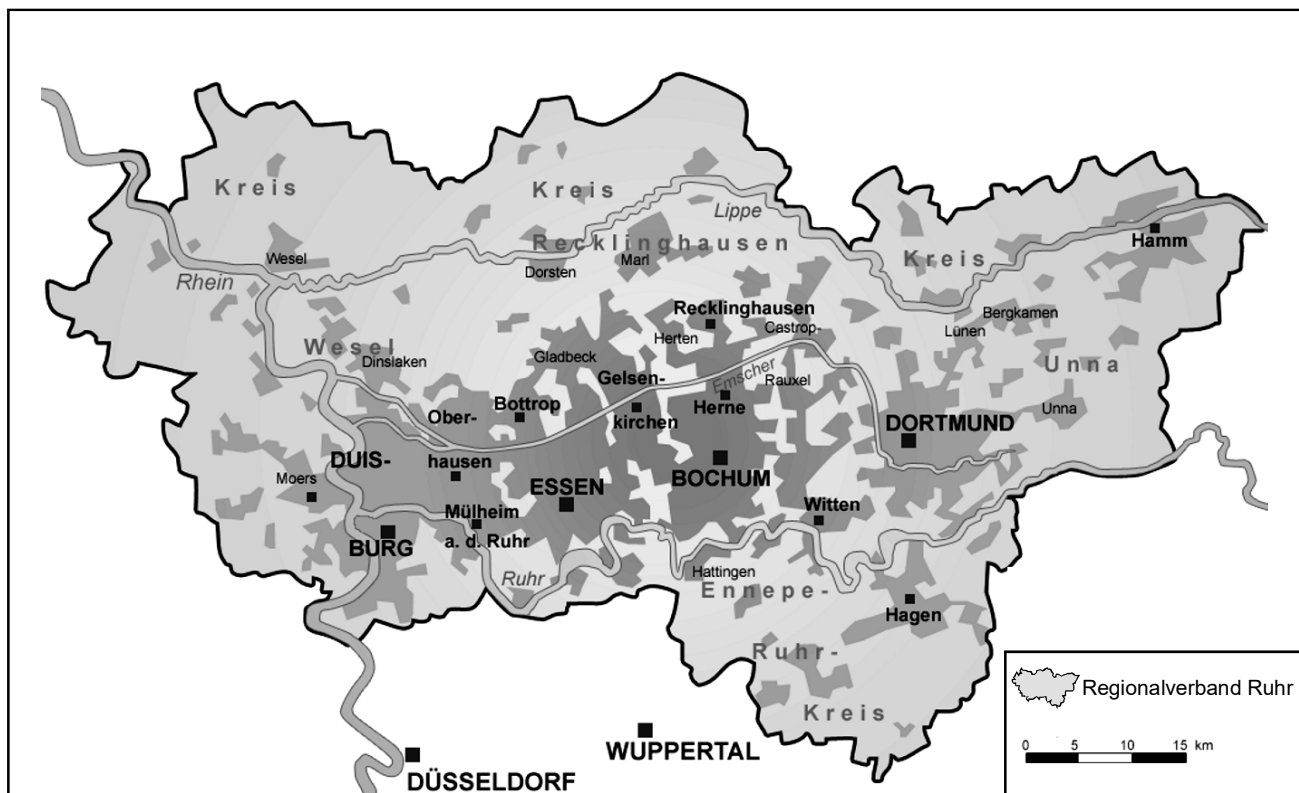 Kreis
Kreis
Lippe
Recklinghausen
Hamm
Wesel
Rhein
Dorsten
Marl
Kreis
Recklinghausen
Bergkamen
Herten
Castrop-
Lünen
Wesel
Dinslaken
Gladbeck
Unna
Gelsen-
Emscher
Rauxel
Ober-
Bottrop
kirchen
Herne
Unna
DORTMUND
DUIS-
hausen
Moers
ESSEN
BOCHUM
Mülheim
a. d. Ruhr
Witten
BURG
Ruhr
Hattingen
Ennepe-
Hagen
Ruhr-
Kreis
WUPPERTAL
DÜSSELDORF
Regionalverband Ruhr
0 5 10 15 km